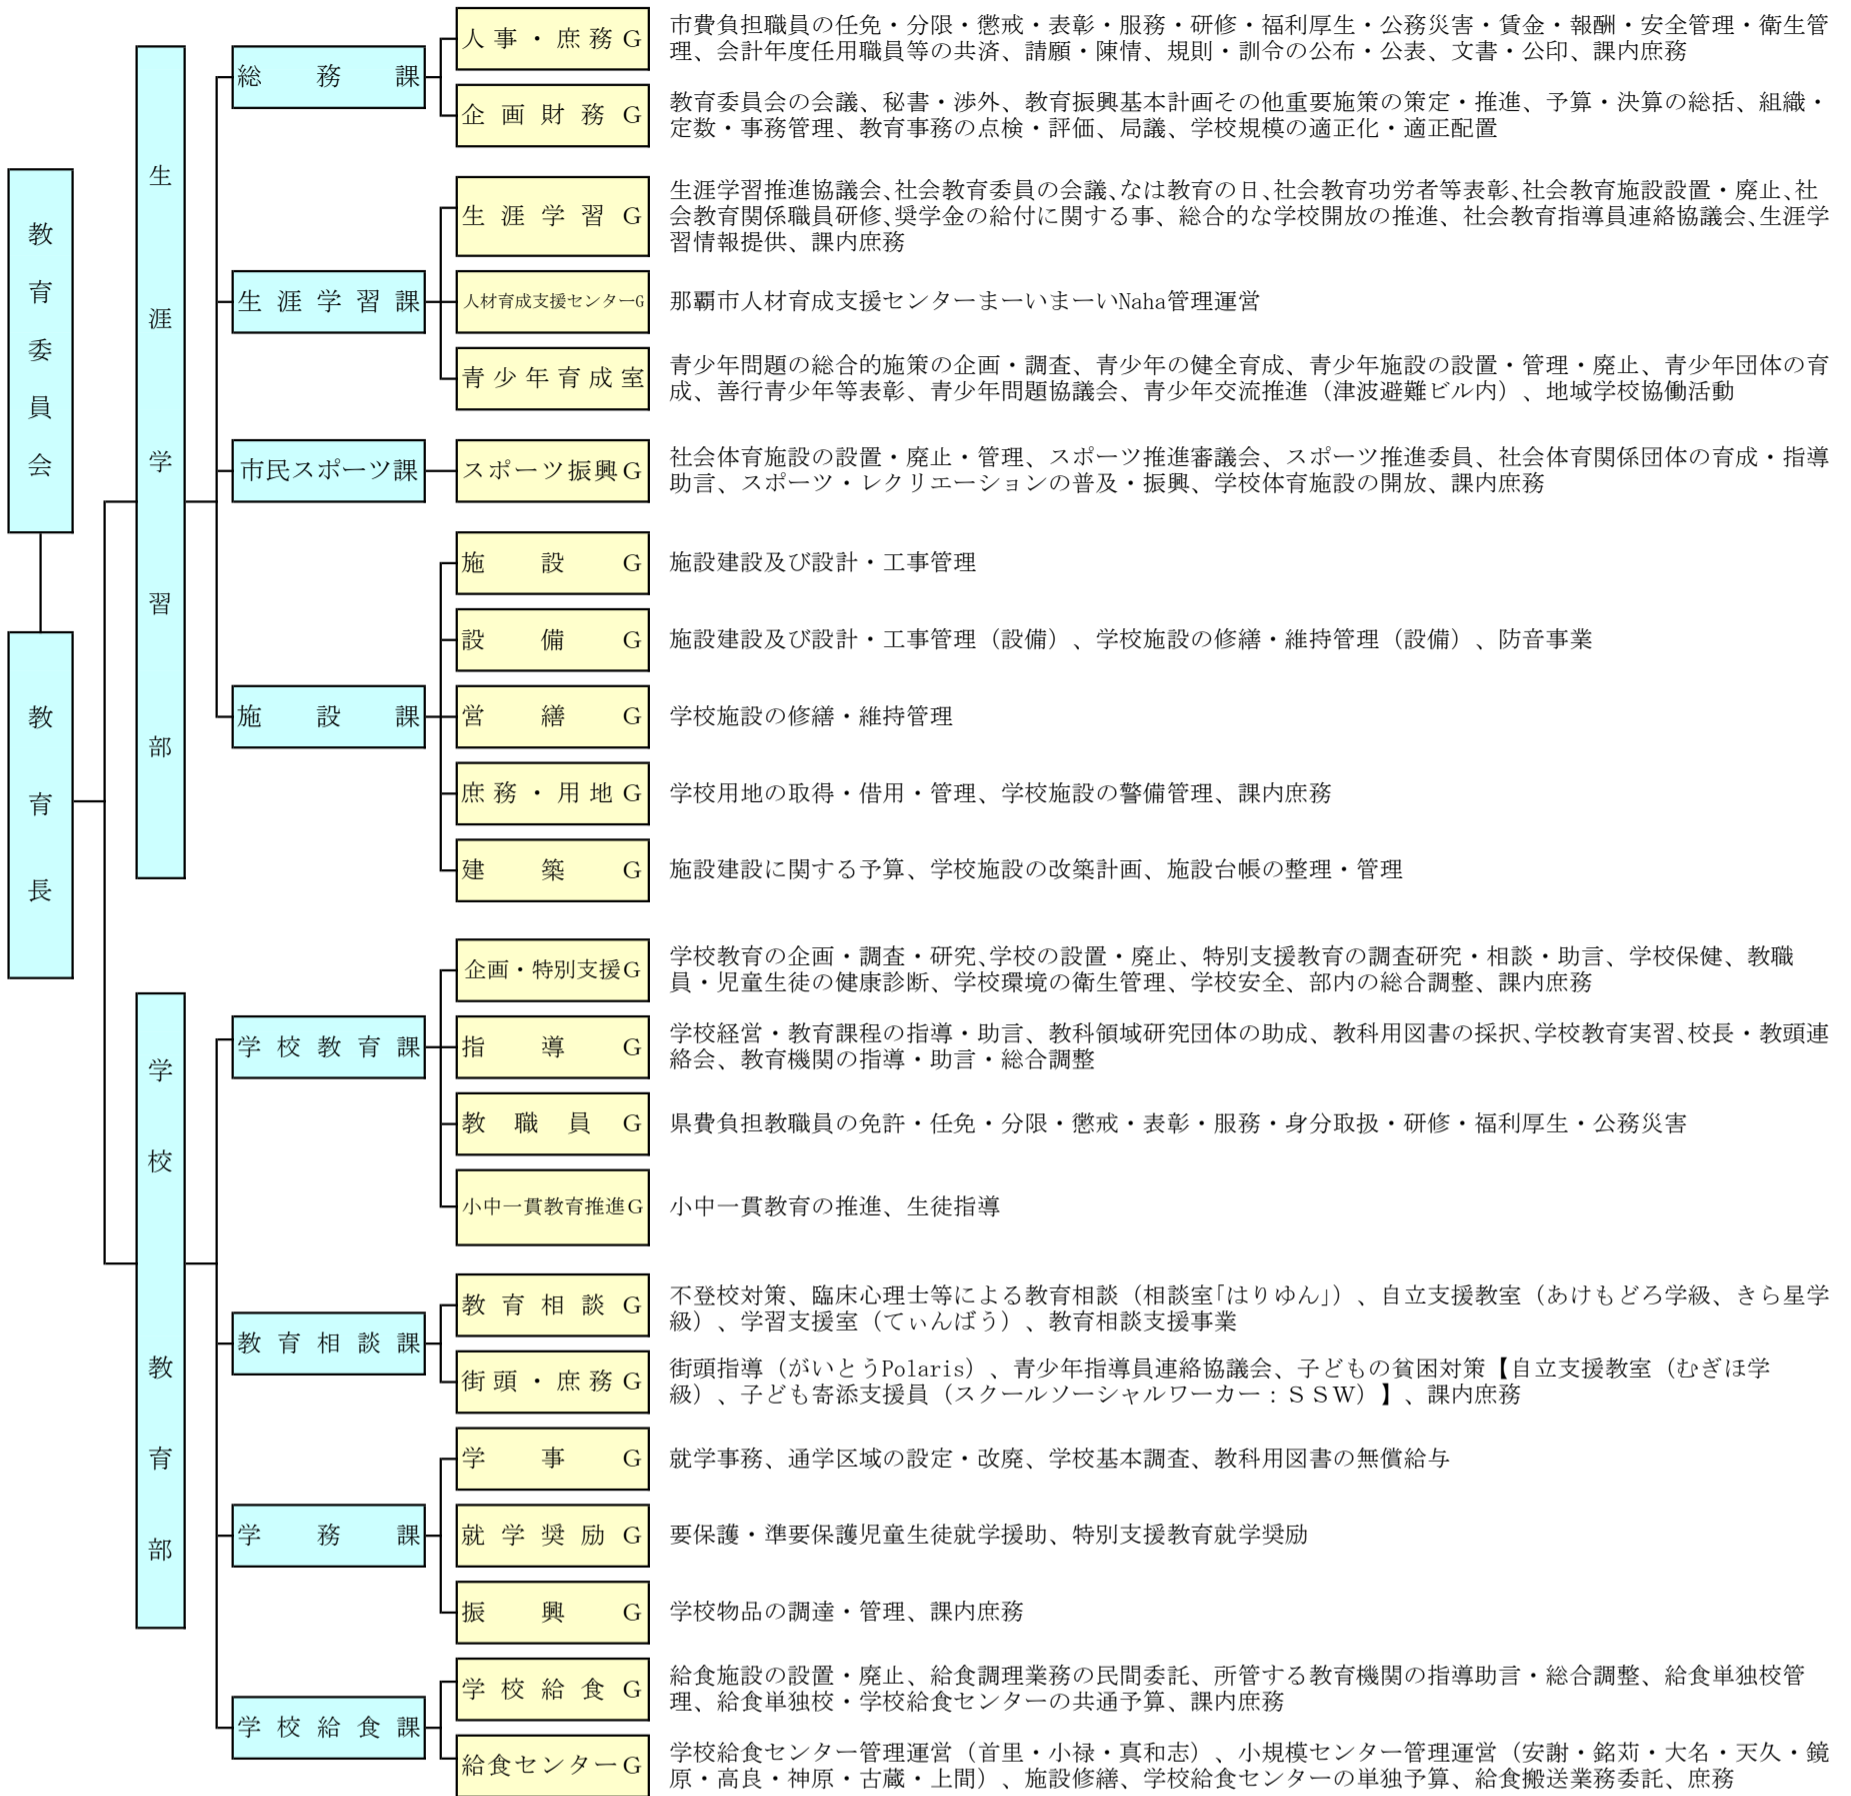 教育委員会
教育長
生涯学習部
総務課
人事・庶務G
市費負担職員の任免・分限・懲戒・表彰・服務・研修・福利厚生・公務災害・賃金・報酬・安全管理・衛生管
理、会計年度任用職員等の共済、請願・陳情、規則・訓令の公布・公表、文書・公印、課内庶務
企画財務G
教育委員会の会議、秘書・渉外、教育振興基本計画その他重要施策の策定・推進、予算・決算の総括、組織・
定数・事務管理、教育事務の点検・評価、局議、学校規模の適正化・適正配置
生涯学習課
生涯学習G
生涯学習推進協議会、社会教育委員の会議、なは教育の日、社会教育功労者等表彰、社会教育施設設置・廃止、社
会教育関係職員研修、奨学金の給付に関する事、総合的な学校開放の推進、社会教育指導員連絡協議会、生涯学
習情報提供、課内庶務
人材育成支援センターG
那覇市人材育成支援センターまーいまーいNaha管理運営
青少年育成室
青少年問題の総合的施策の企画・調査、青少年の健全育成、青少年施設の設置・管理・廃止、青少年団体の育
成、善行青少年等表彰、青少年問題協議会、青少年交流推進（津波避難ビル内）、地域学校協働活動
市民スポーツ課
スポーツ振興G
社会体育施設の設置・廃止・管理、スポーツ推進審議会、スポーツ推進委員、社会体育関係団体の育成・指導
助言、スポーツ・レクリエーションの普及・振興、学校体育施設の開放、課内庶務
施設課
施設G
施設建設及び設計・工事管理
設備G
施設建設及び設計・工事管理（設備）、学校施設の修繕・維持管理（設備）、防音事業
営繕G
学校施設の修繕・維持管理
庶務・用地G
学校用地の取得・借用・管理、学校施設の警備管理、課内庶務
建築G
施設建設に関する予算、学校施設の改築計画、施設台帳の整理・管理
学校教育部
学校教育課
企画・特別支援G
学校教育の企画・調査・研究、学校の設置・廃止、特別支援教育の調査研究・相談・助言、学校保健、教職
員・児童生徒の健康診断、学校環境の衛生管理、学校安全、部内の総合調整、課内庶務
指導G
学校経営・教育課程の指導・助言、教科領域研究団体の助成、教科用図書の採択、学校教育実習、校長・教頭連
絡会、教育機関の指導・助言・総合調整
教職員G
県費負担教職員の免許・任免・分限・懲戒・表彰・服務・身分取扱・研修・福利厚生・公務災害
小中一貫教育推進G
小中一貫教育の推進、生徒指導
教育相談課
教育相談G
不登校対策、臨床心理士等による教育相談（相談室「はりゆん」）、自立支援教室（あけもどろ学級、きら星学
級）、学習支援室（てぃんばう）、教育相談支援事業
街頭・庶務G
街頭指導（がいとうPolaris）、青少年指導員連絡協議会、子どもの貧困対策【自立支援教室（むぎほ学
級）、子ども寄添支援員（スクールソーシャルワーカー：ＳＳＷ）】、課内庶務
学務課
学事G
就学事務、通学区域の設定・改廃、学校基本調査、教科用図書の無償給与
就学奨励G
要保護・準要保護児童生徒就学援助、特別支援教育就学奨励
振興G
学校物品の調達・管理、課内庶務
学校給食課
学校給食G
給食施設の設置・廃止、給食調理業務の民間委託、所管する教育機関の指導助言・総合調整、給食単独校管
理、給食単独校・学校給食センターの共通予算、課内庶務
給食センターG
学校給食センター管理運営（首里・小禄・真和志）、小規模センター管理運営（安謝・銘苅・大名・天久・鏡
原・高良・神原・古蔵・上間）、施設修繕、学校給食センターの単独予算、給食搬送業務委託、庶務